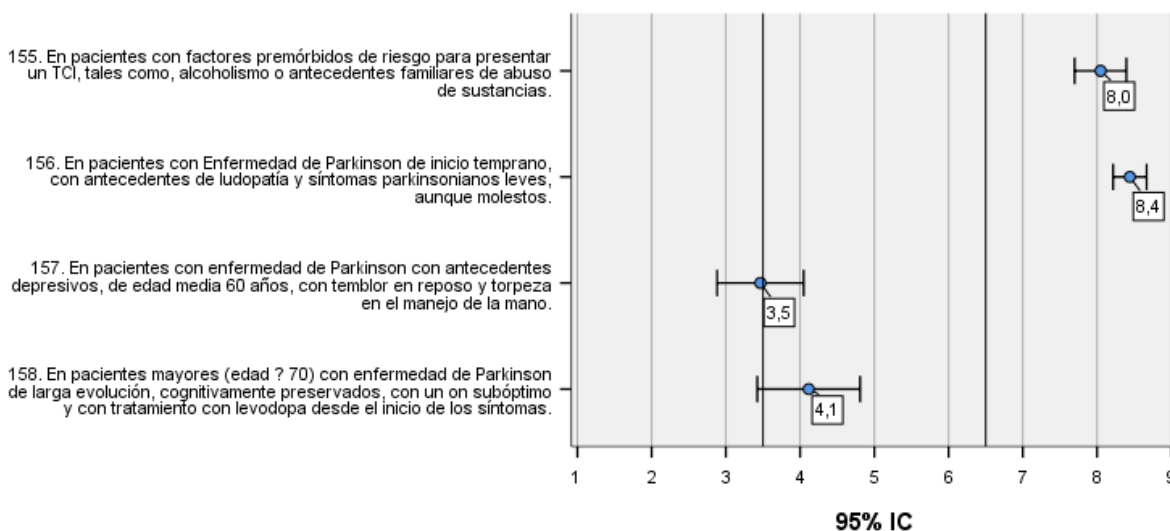 155. En pacientes con factores premórbidos de riesgo para presentar
un TCI, tales como, alcoholismo o antecedentes familiares de abuso
de sustancias.
8,0
156. En pacientes con Enfermedad de Parkinson de inicio temprano,
con antecedentes de ludopatía y síntomas parkinsonianos leves,
aunque molestos.
8,4
157. En pacientes con enfermedad de Parkinson con antecedentes
depresivos, de edad media 60 años, con temblor en reposo y torpeza
en el manejo de la mano.
3,5
158. En pacientes mayores (edad ? 70) con enfermedad de Parkinson
de larga evolución, cognitivamente preservados, con un on subóptimo
y con tratamiento con levodopa desde el inicio de los síntomas.
4,1
1 2 3 4 5 6 7 8 9
95% IC